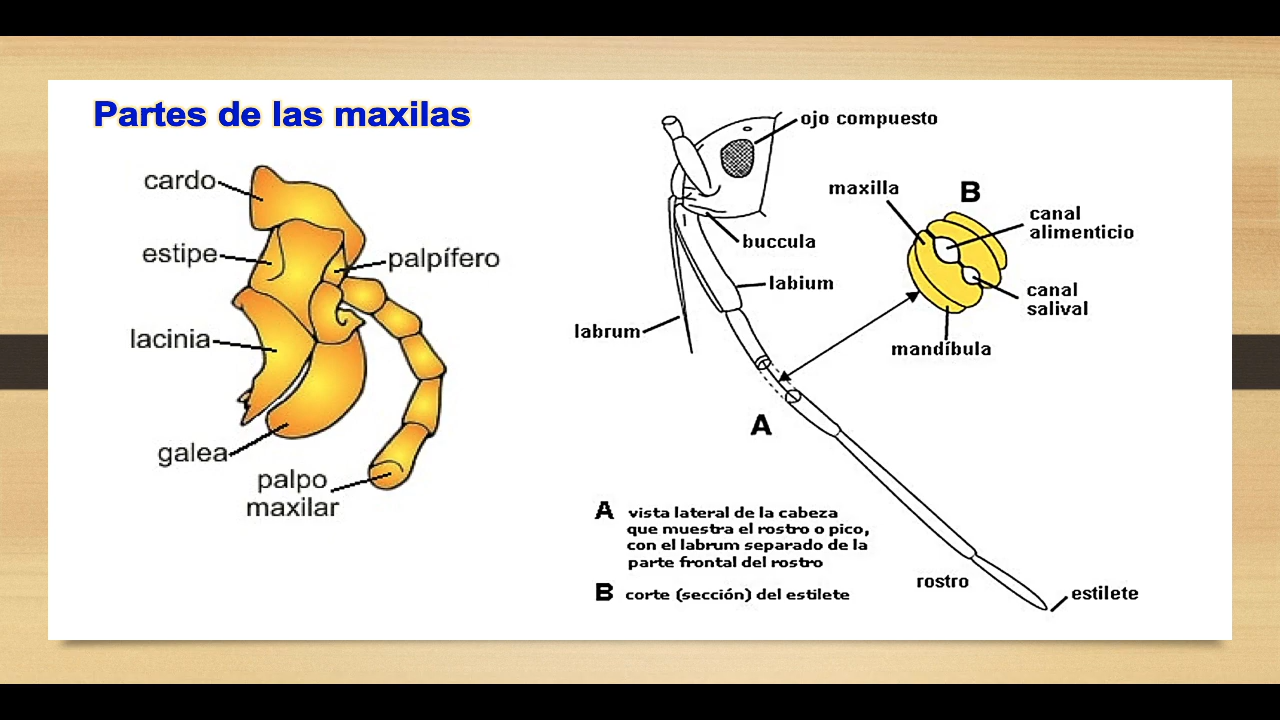 Partes de las maxilas
cardo
estipe
palpífero
lacinia
galea
palpo
maxilar
ojo compuesto
maxilla
B
canal
alimenticio
buccula
labium
canal
salival
labrum
mandíbula
A
A vista lateral de la cabeza
que muestra el rostro o pico,
con el labrum separado de la
parte frontal del rostro
B corte (sección) del estilete
rostro
estilete